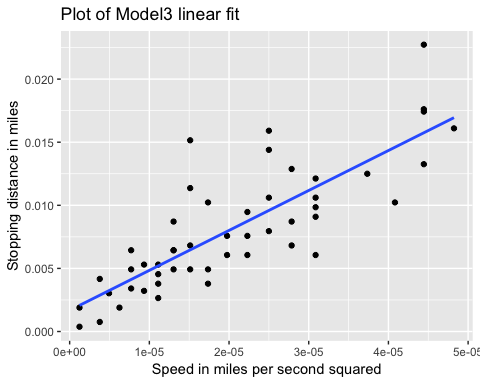 Plot of Model3 linear fit
Stopping distance in miles
0.020
0.015
0.010
0.005
0.000
0e+00 1e-05 2e-05 3e-05 4e-05 5e-05
Speed in miles per second squared